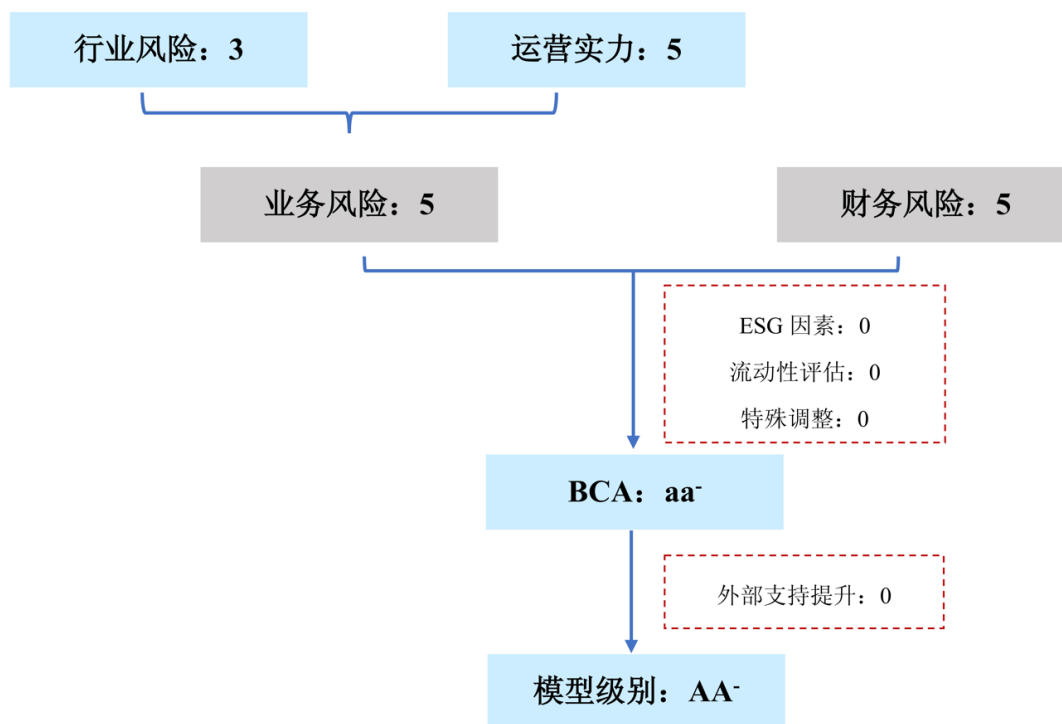 行业风险：3
运营实力：5
业务风险：5
财务风险：5
ESG 因素：0
流动性评估：0
特殊调整：0
BCA：aa-
外部支持提升：0
模型级别：AA-